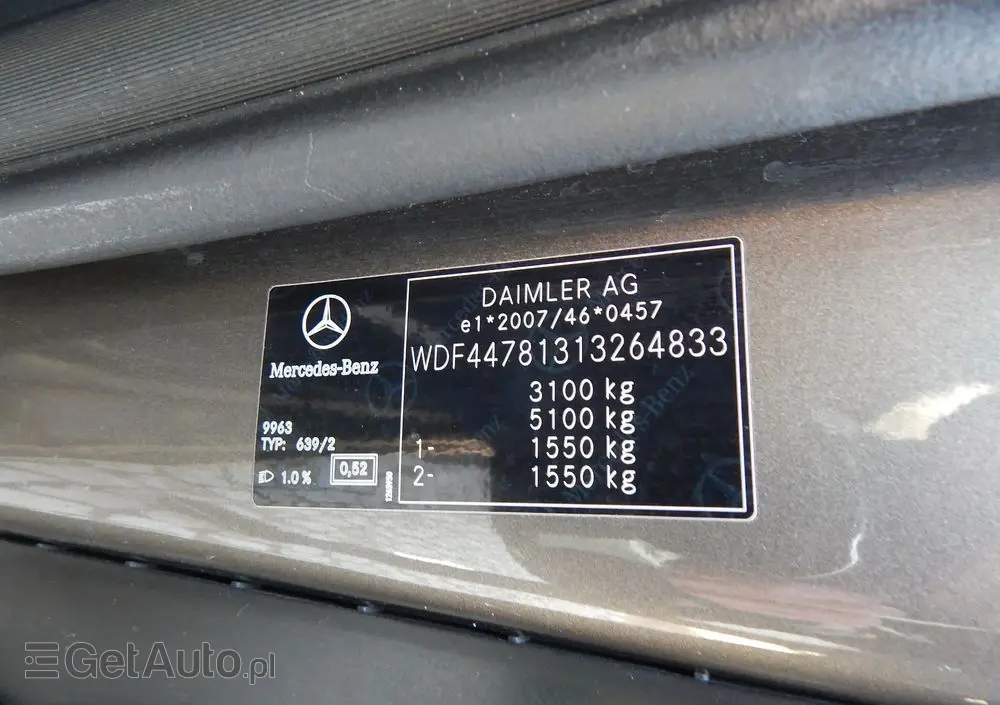 Mercedes-Benz
9963
TYP: 639/2
1.0 %
0,52
DAIMLER AG
e1*2007/46*0457
WDF44781313264833
3100 kg
5100 kg
1- 1550 kg
2- 1550 kg
GetAuto.pl